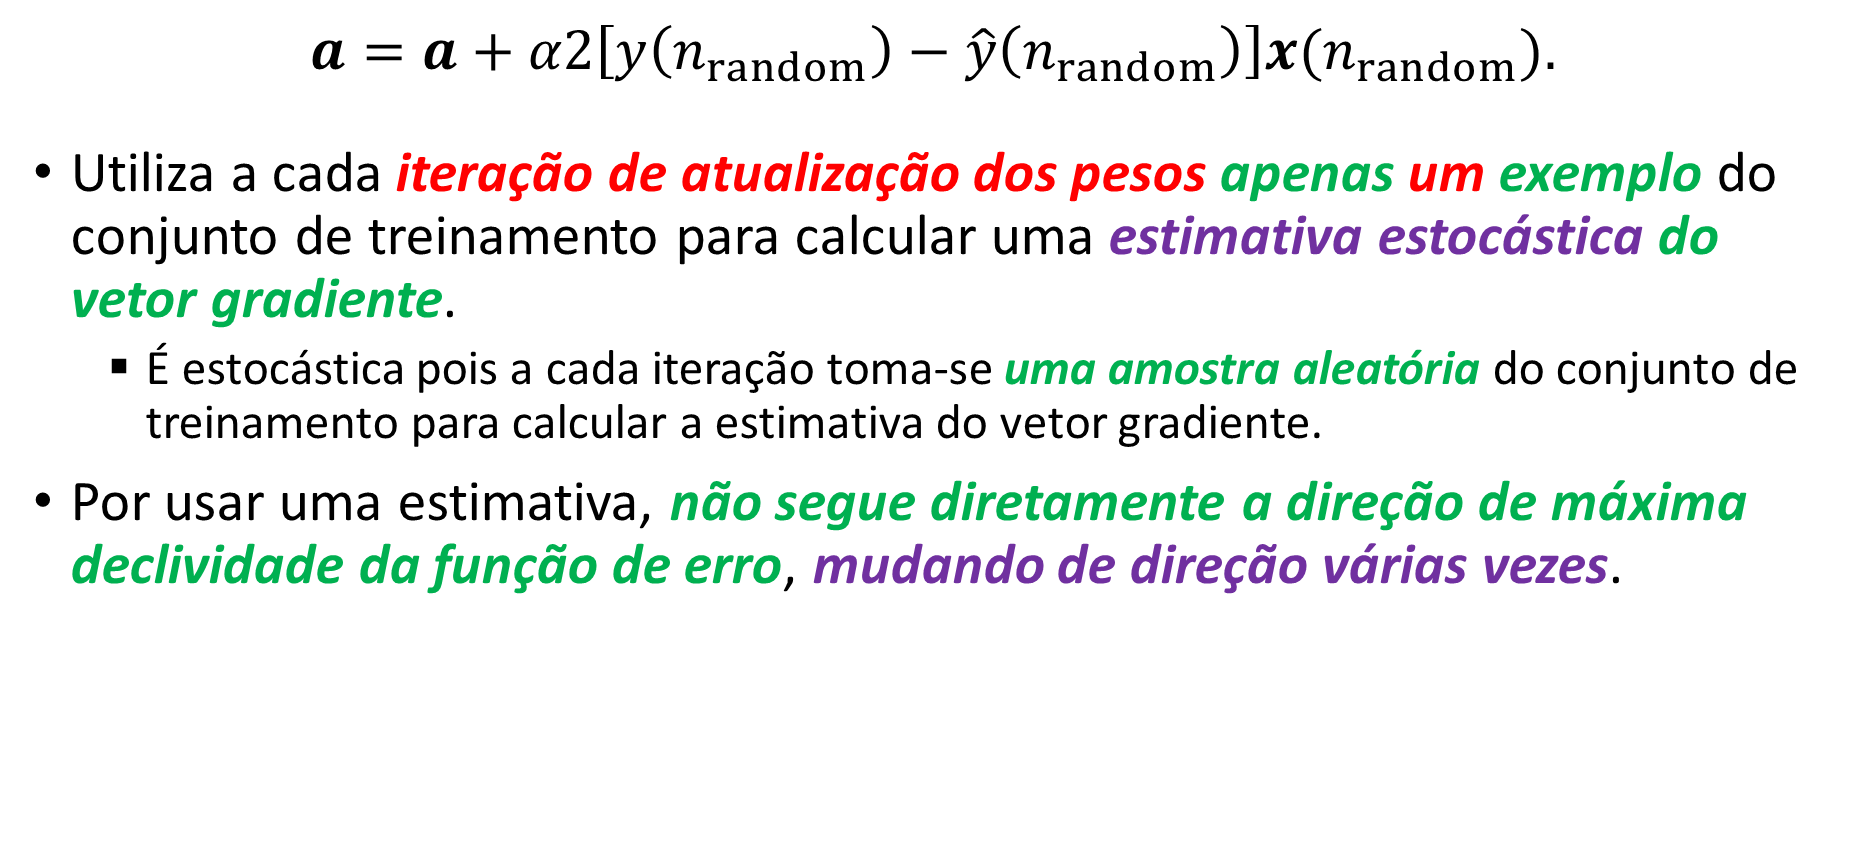 𝒂 = 𝒂 + 𝛼2[𝑦(𝑛random) − 𝑦̂(𝑛random)]𝒙(𝑛random).
• Utiliza a cada iteração de atualização dos pesos apenas um exemplo do
conjunto de treinamento para calcular uma estimativa estocástica do
vetor gradiente.
▪ É estocástica pois a cada iteração toma-se uma amostra aleatória do conjunto de
treinamento para calcular a estimativa do vetor gradiente.
• Por usar uma estimativa, não segue diretamente a direção de máxima
declividade da função de erro, mudando de direção várias vezes.